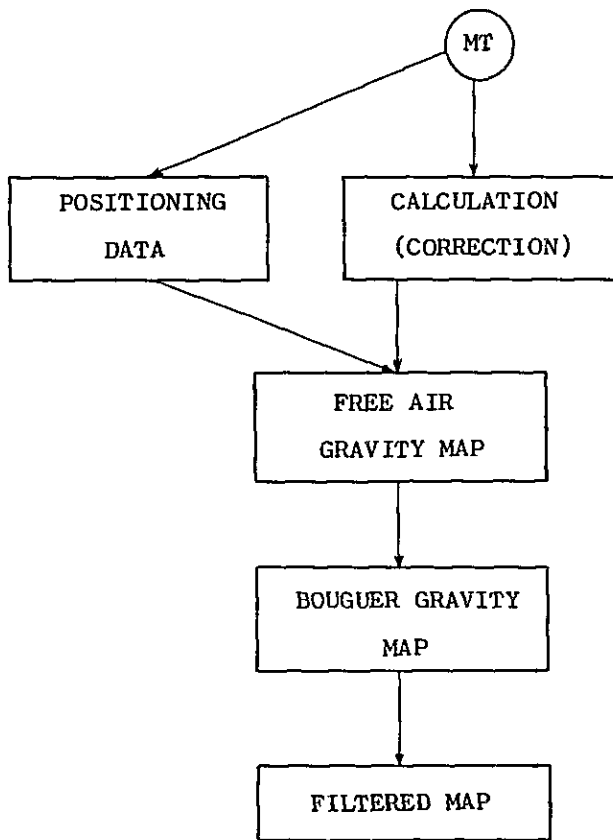 MT
POSITIONING
DATA
CALCULATION
(CORRECTION)
FREE AIR
GRAVITY MAP
BOUGUER GRAVITY
MAP
FILTERED MAP